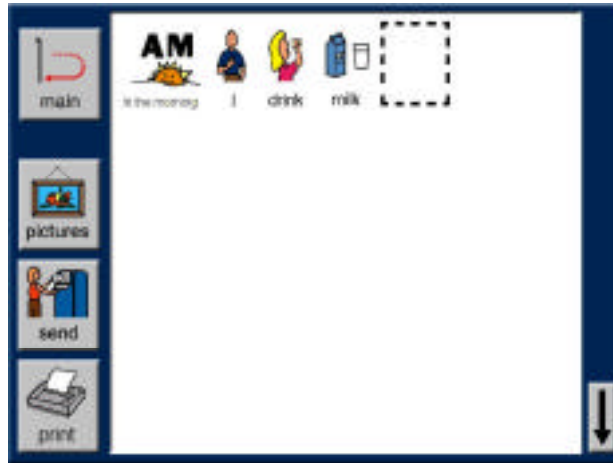 main
AM
in the morning I drink milk
pictures
send
print